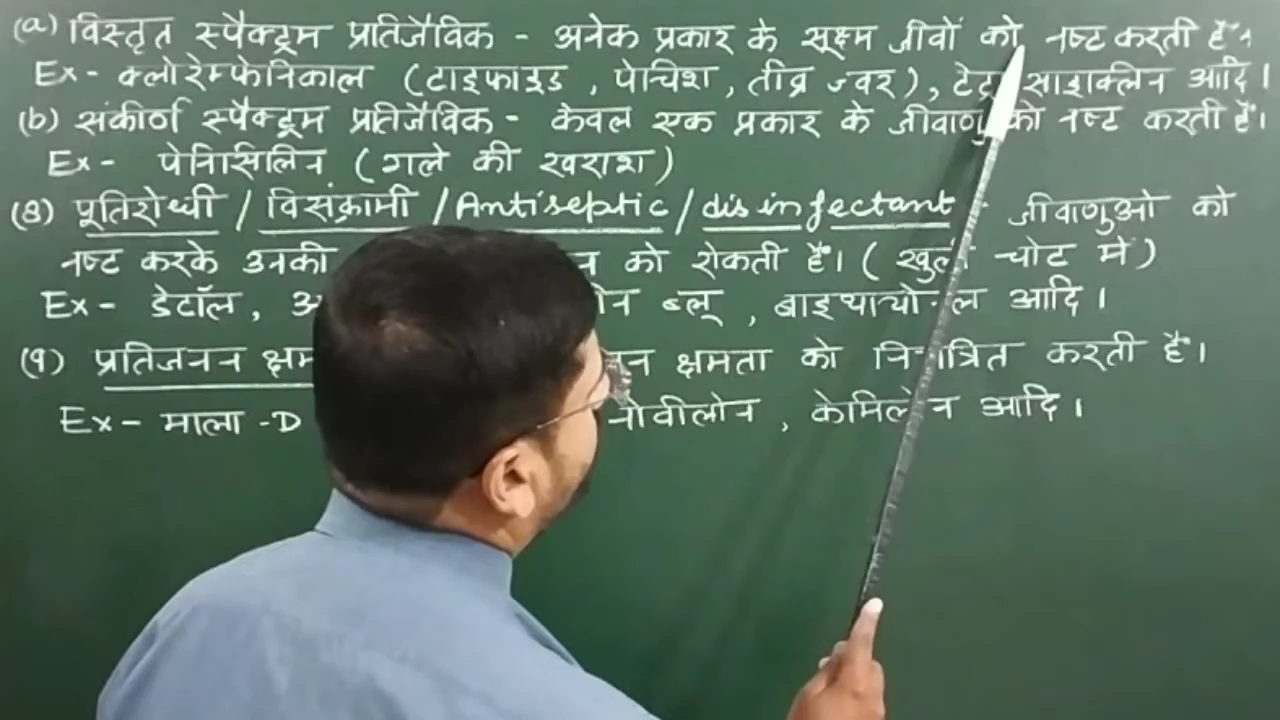 (a) विस्तृत स्पैक्ट्रम प्रतिजैविक - अनेक प्रकार के सूक्ष्म जीवों को नष्ट करती हैं।
Ex - क्लोरेम्फेनिकाल (टाइफाइड, पेचिश, तीव्र ज्वर), टेट्रासाइक्लिन आदि।
(b) संकीर्ण स्पैक्ट्रम प्रतिजैविक - केवल एक प्रकार के जीवाणु को नष्ट करती हैं।
Ex - पेनिसिलिन (गले की खराश)
(8) पूतिरोधी / विसंक्रामी / Antiseptic / disinfectant - जीवाणुओ को
नष्ट करके उनकी को रोकती हैं। (खुली चोट में)
Ex - डेटॉल, ब्लू, बाइथायोनल आदि।
(9) प्रतिजनन क्षमता को नियंत्रित करती हैं।
Ex - माला -D नोवीलोन, केमिलेन आदि।